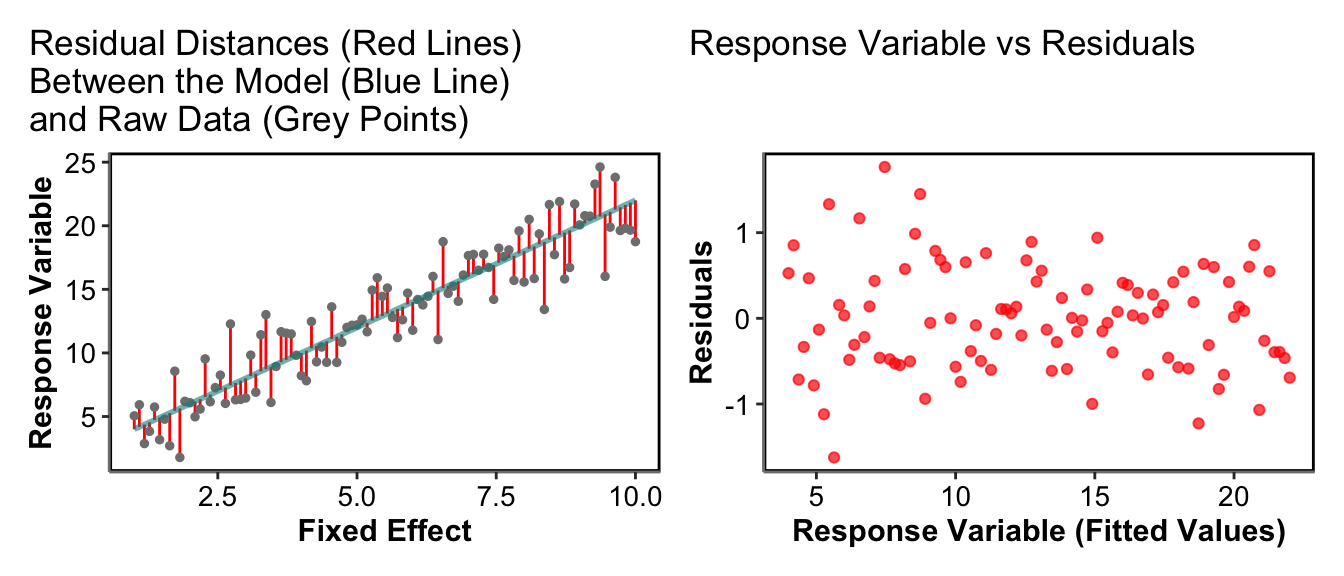 Residual Distances (Red Lines)
Between the Model (Blue Line)
and Raw Data (Grey Points)
Response Variable
25
20
15
10
5
2.5
5.0
7.5
10.0
Fixed Effect
Response Variable vs Residuals
Residuals
1
0
-1
5
10
15
20
Response Variable (Fitted Values)